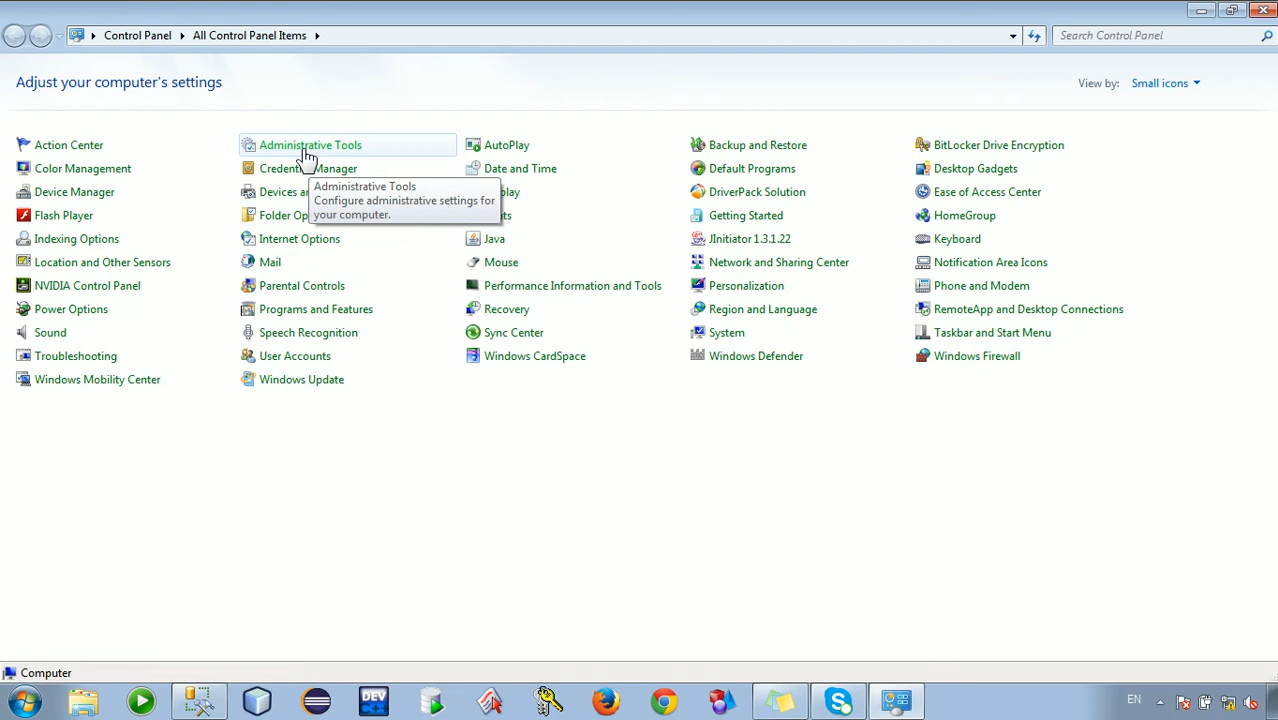 Control Panel
All Control Panel Items
Search Control Panel
Adjust your computer's settings
View by:
Small icons
Action Center
Administrative Tools
AutoPlay
Backup and Restore
BitLocker Drive Encryption
Color Management
Manager
Date and Time
Default Programs
Desktop Gadgets
Device Manager
Devices
Administrative Tools
Configure administrative settings for
your computer.
DriverPack Solution
Ease of Access Center
Flash Player
Folder
Getting Started
HomeGroup
Indexing Options
Internet Options
Java
JInitiator 1.3.1.22
Keyboard
Location and Other Sensors
Mail
Mouse
Network and Sharing Center
Notification Area Icons
NVIDIA Control Panel
Parental Controls
Performance Information and Tools
Personalization
Phone and Modem
Power Options
Programs and Features
Recovery
Region and Language
RemoteApp and Desktop Connections
Sound
Speech Recognition
Sync Center
System
Taskbar and Start Menu
Troubleshooting
User Accounts
Windows CardSpace
Windows Defender
Windows Firewall
Windows Mobility Center
Windows Update
Computer
DEV
EN